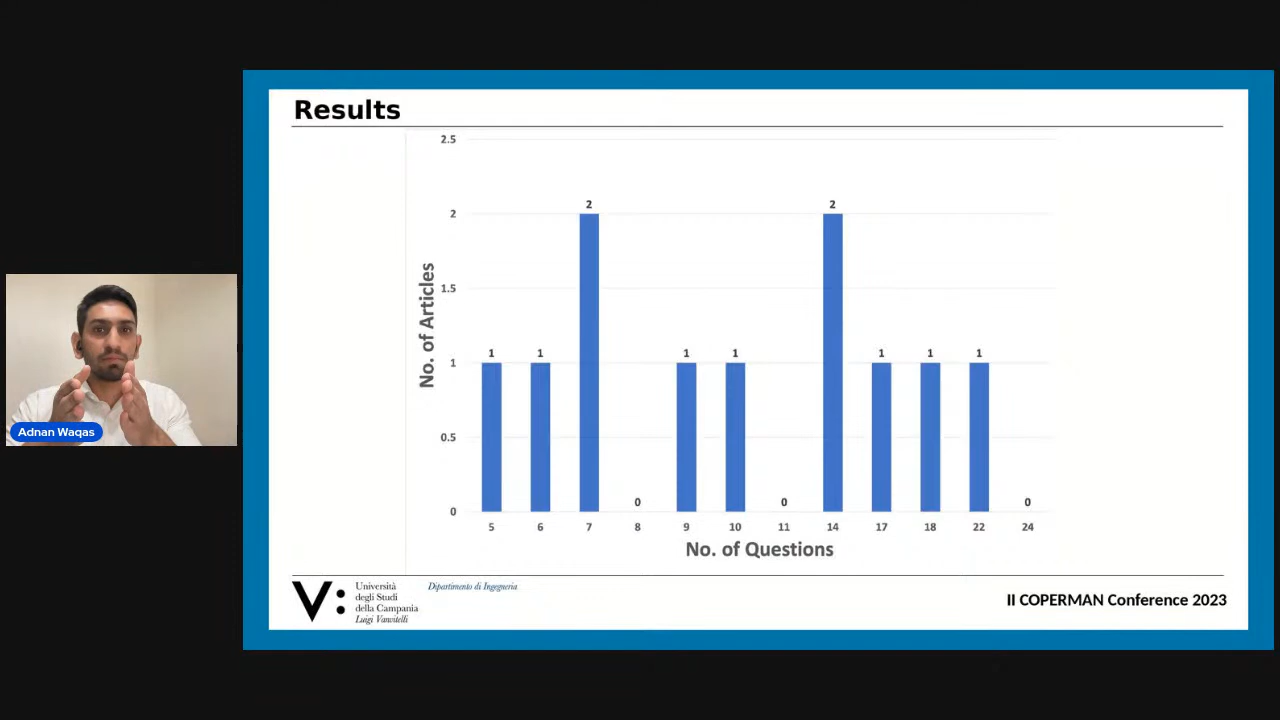 Results
2.5
2
1.5
1
0.5
0
No. of Articles
1
1
2
0
1
1
0
2
1
1
1
0
5
6
7
8
9
10
11
14
17
18
22
24
No. of Questions
Adnan Waqas
V:
Università
degli Studi
della Campania
Luigi Vanvitelli
Dipartimento di Ingegneria
II COPERMAN Conference 2023